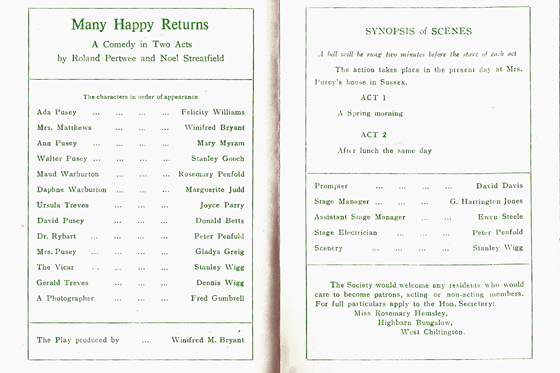 Many Happy Returns
A Comedy in Two Acts
by Roland Pertwee and Noel Streatfield
The characters in order of appearance
Ada Pusey ... ... ... Felicity Williams
Mrs. Matthews ... ... ... Winifred Bryant
Ann Pusey ... ... ... Mary Myram
Walter Pusey ... ... ... ... Stanley Gooch
Maud Warburton ... ... ... Rosemary Penfold
Daphne Warburton ... ... ... Marguerite Judd
Ursula Treves ... ... ... Joyce Parry
David Pusey ... ... ... Donald Betts
Dr. Rybart ... ... ... ... Peter Penfold
Mrs. Pusey ... ... ... ... Gladys Greig
The Vicar ... ... ... ... Stanley Wigg
Gerald Treves ... ... ... Dennis Wigg
A Photographer ... ... ... Fred Gumbrell
The Play produced by ... Winifred M. Bryant
SYNOPSIS of SCENES
A bell will be rung two minutes before the start of each act
The action takes place in the present day at Mrs.
Pusey's house in Sussex.
ACT 1
A Spring morning
ACT 2
After lunch the same day
Prompter ... ... ... ... David Davis
Stage Manager ... ... ... ... G. Harrington Jones
Assistant Stage Manager ... ... Ewen Steele
Stage Electrician ... ... ... Peter Penfold
Scenery ... ... ... ... Stanley Wigg
The Society would welcome any residents who would
care to become patrons, acting or non-acting members.
For full particulars apply to the Hon. Secretary:
Miss Rosemary Hemsley,
Highbarn Bungalow,
West Chiltington.